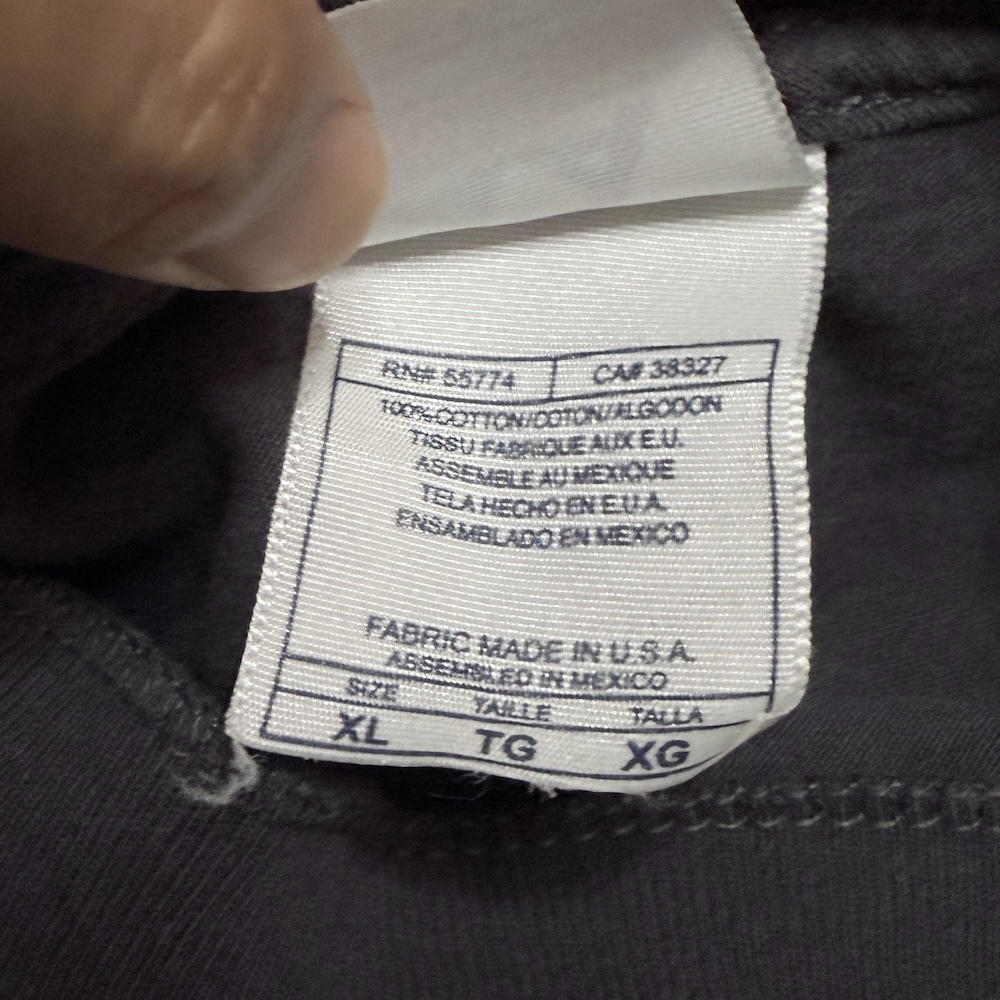 RN# 55774 CA# 38327
100% COTTON/COTON/ALGODON
TISSU FABRIQUE AUX E.U.
ASSEMBLE AU MEXIQUE
TELA HECHO EN E.U.A.
ENSAMBLADO EN MEXICO
FABRIC MADE IN U.S.A.
ASSEMBLED IN MEXICO
SIZE TAILLE TALLA
XL TG XG